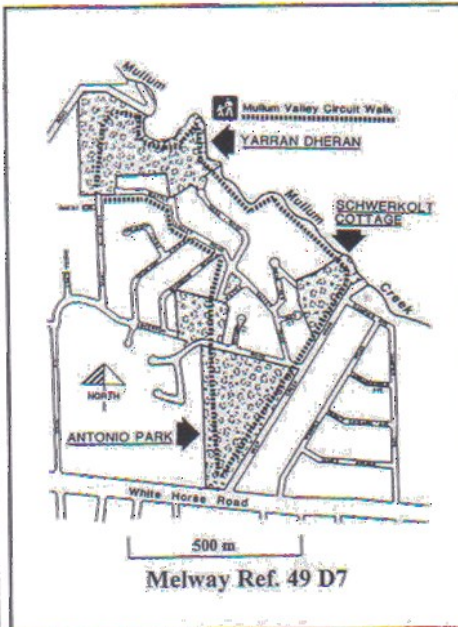 Mullum
Mullum Valley Circuit Walk
YARRAN DHERAN
Mullum
SCHWERKOLT
COTTAGE
Creek
NORTH
ANTONIO PARK
White Horse Road
500 m
Melway Ref. 49 D7